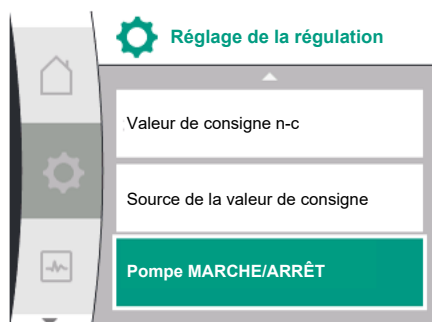 Réglage de la régulation
Valeur de consigne n-c
Source de la valeur de consigne
Pompe MARCHE/ARRÊT